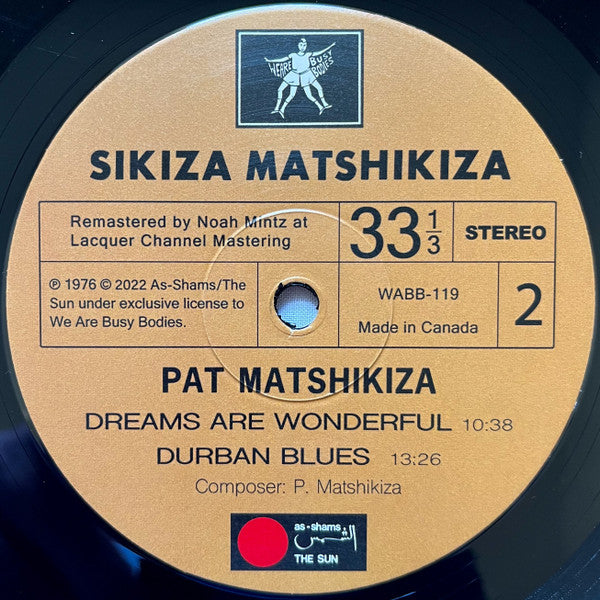 WE ARE BUSY BODIES
SIKIZA MATSHIKIZA
Remastered by Noah Mintz at
Lacquer Channel Mastering
33 1/3
STEREO
℗ 1976 © 2022 As-Shams/The
Sun under exclusive license to
We Are Busy Bodies.
WABB-119
Made in Canada
2
PAT MATSHIKIZA
DREAMS ARE WONDERFUL 10:38
DURBAN BLUES 13:26
Composer: P. Matshikiza
as-shams
الشمس
THE SUN